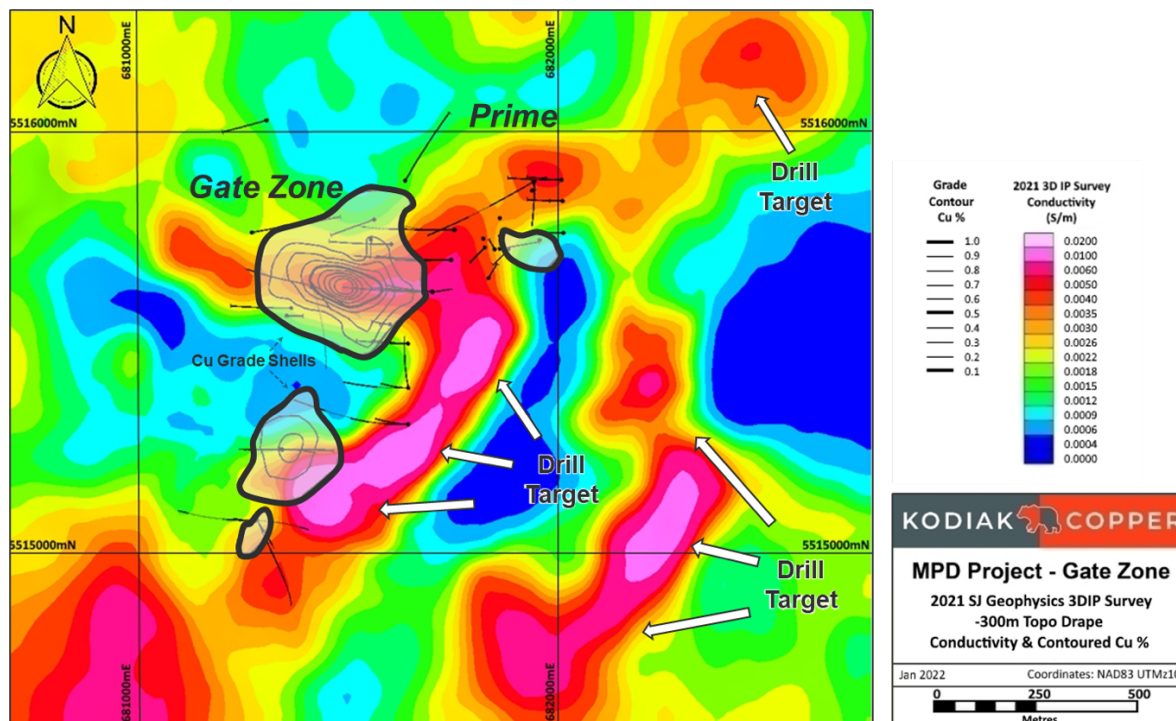 N
681000mE
682000mE
5516000mN
Prime
Gate Zone
Drill
Target
Cu Grade Shells
Drill
Target
5515000mN
Drill
Target
681000mE
682000mE
Grade
Contour
Cu %
1.0
0.9
0.8
0.7
0.6
0.5
0.4
0.3
0.2
0.1
2021 3D IP Survey
Conductivity
(S/m)
0.0200
0.0100
0.0060
0.0050
0.0040
0.0035
0.0030
0.0026
0.0022
0.0018
0.0015
0.0012
0.0009
0.0006
0.0004
0.0000
KODIAK COPPER
MPD Project - Gate Zone
2021 SJ Geophysics 3DIP Survey
-300m Topo Drape
Conductivity & Contoured Cu %
Jan 2022
Coordinates: NAD83 UTMz10
0 250 500
Metres